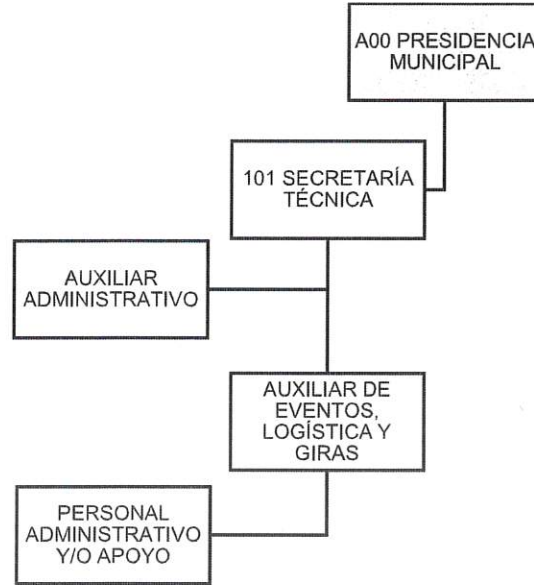 A00 PRESIDENCIA
MUNICIPAL
101 SECRETARÍA
TÉCNICA
AUXILIAR
ADMINISTRATIVO
AUXILIAR DE
EVENTOS,
LOGÍSTICA Y
GIRAS
PERSONAL
ADMINISTRATIVO
Y/O APOYO